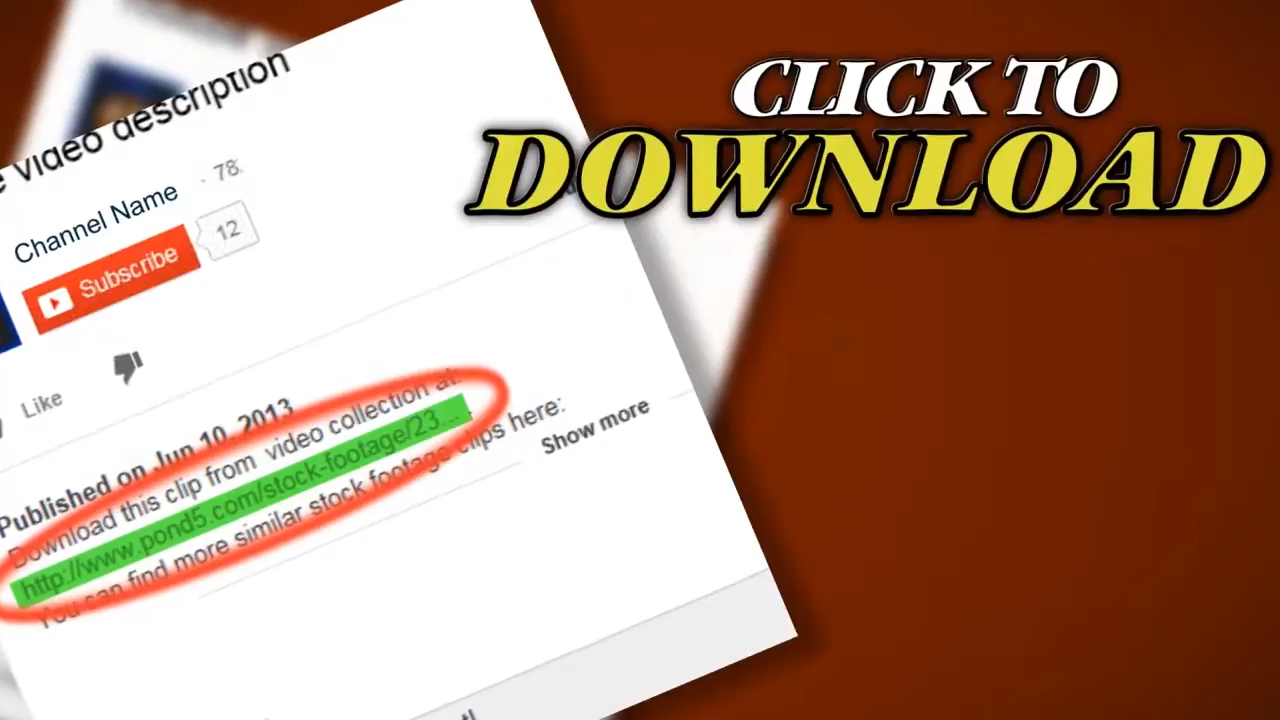 CLICK TO
DOWNLOAD
video description
Channel Name
78
Subscribe
12
Like
Published on Jun 10, 2013
Download this clip from video collection at:
http://www.pond5.com/stock-footage/23...
You can find more similar stock footage clips here:
Show more